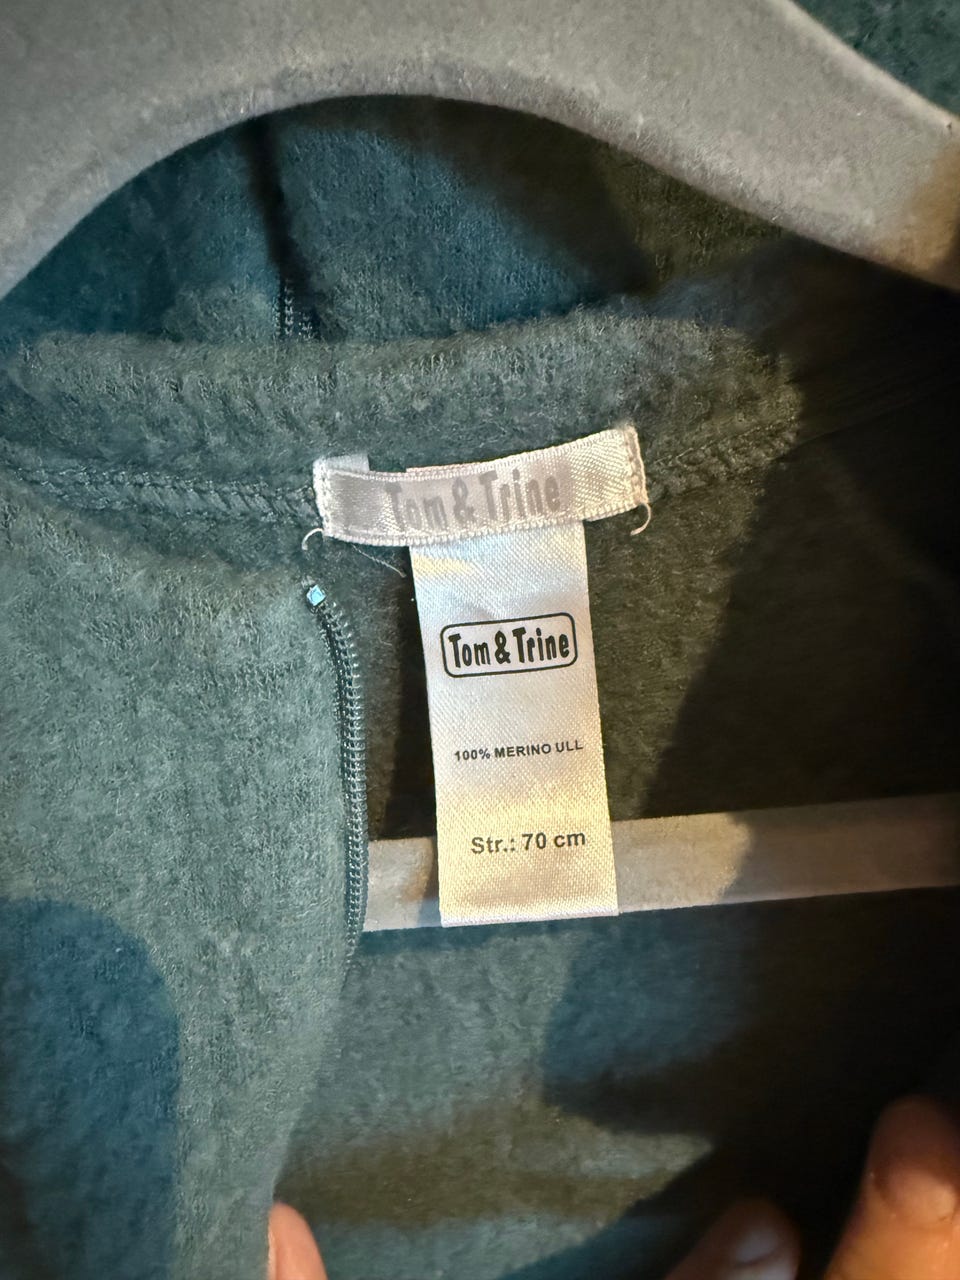 Tom & Trine
Tom & Trine
100% MERINO ULL
Str.: 70 cm